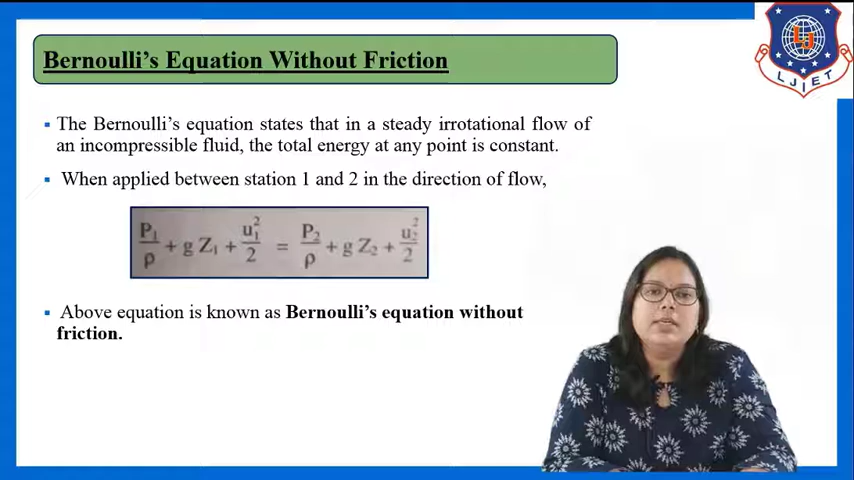 Bernoulli's Equation Without Friction
LJIET
▪ The Bernoulli's equation states that in a steady irrotational flow of
an incompressible fluid, the total energy at any point is constant.
▪ When applied between station 1 and 2 in the direction of flow,
P₁/ρ + g Z₁ + u₁²/2 = P₂/ρ + g Z₂ + u₂²/2
▪ Above equation is known as Bernoulli's equation without
friction.